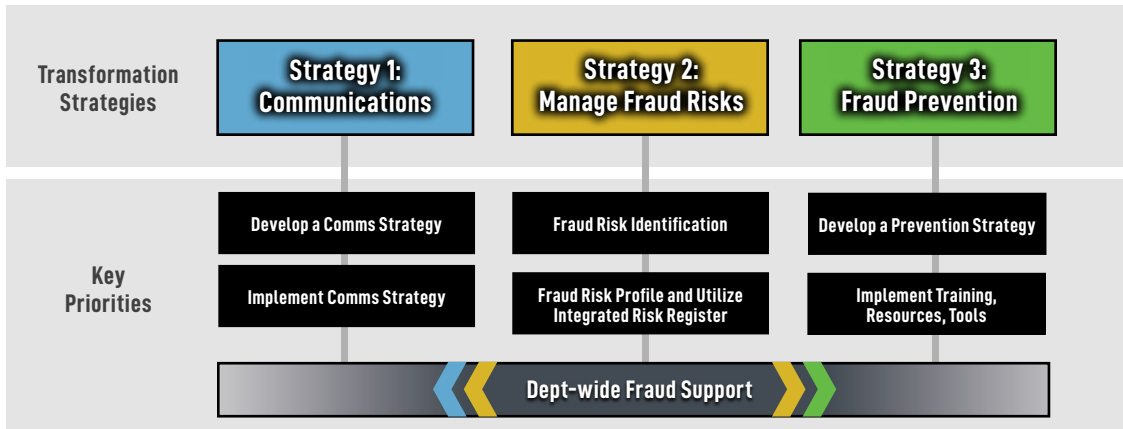 Transformation
Strategies
Strategy 1:
Communications
Strategy 2:
Manage Fraud Risks
Strategy 3:
Fraud Prevention
Key
Priorities
Develop a Comms Strategy
Fraud Risk Identification
Develop a Prevention Strategy
Implement Comms Strategy
Fraud Risk Profile and Utilize
Integrated Risk Register
Implement Training,
Resources, Tools
Dept-wide Fraud Support